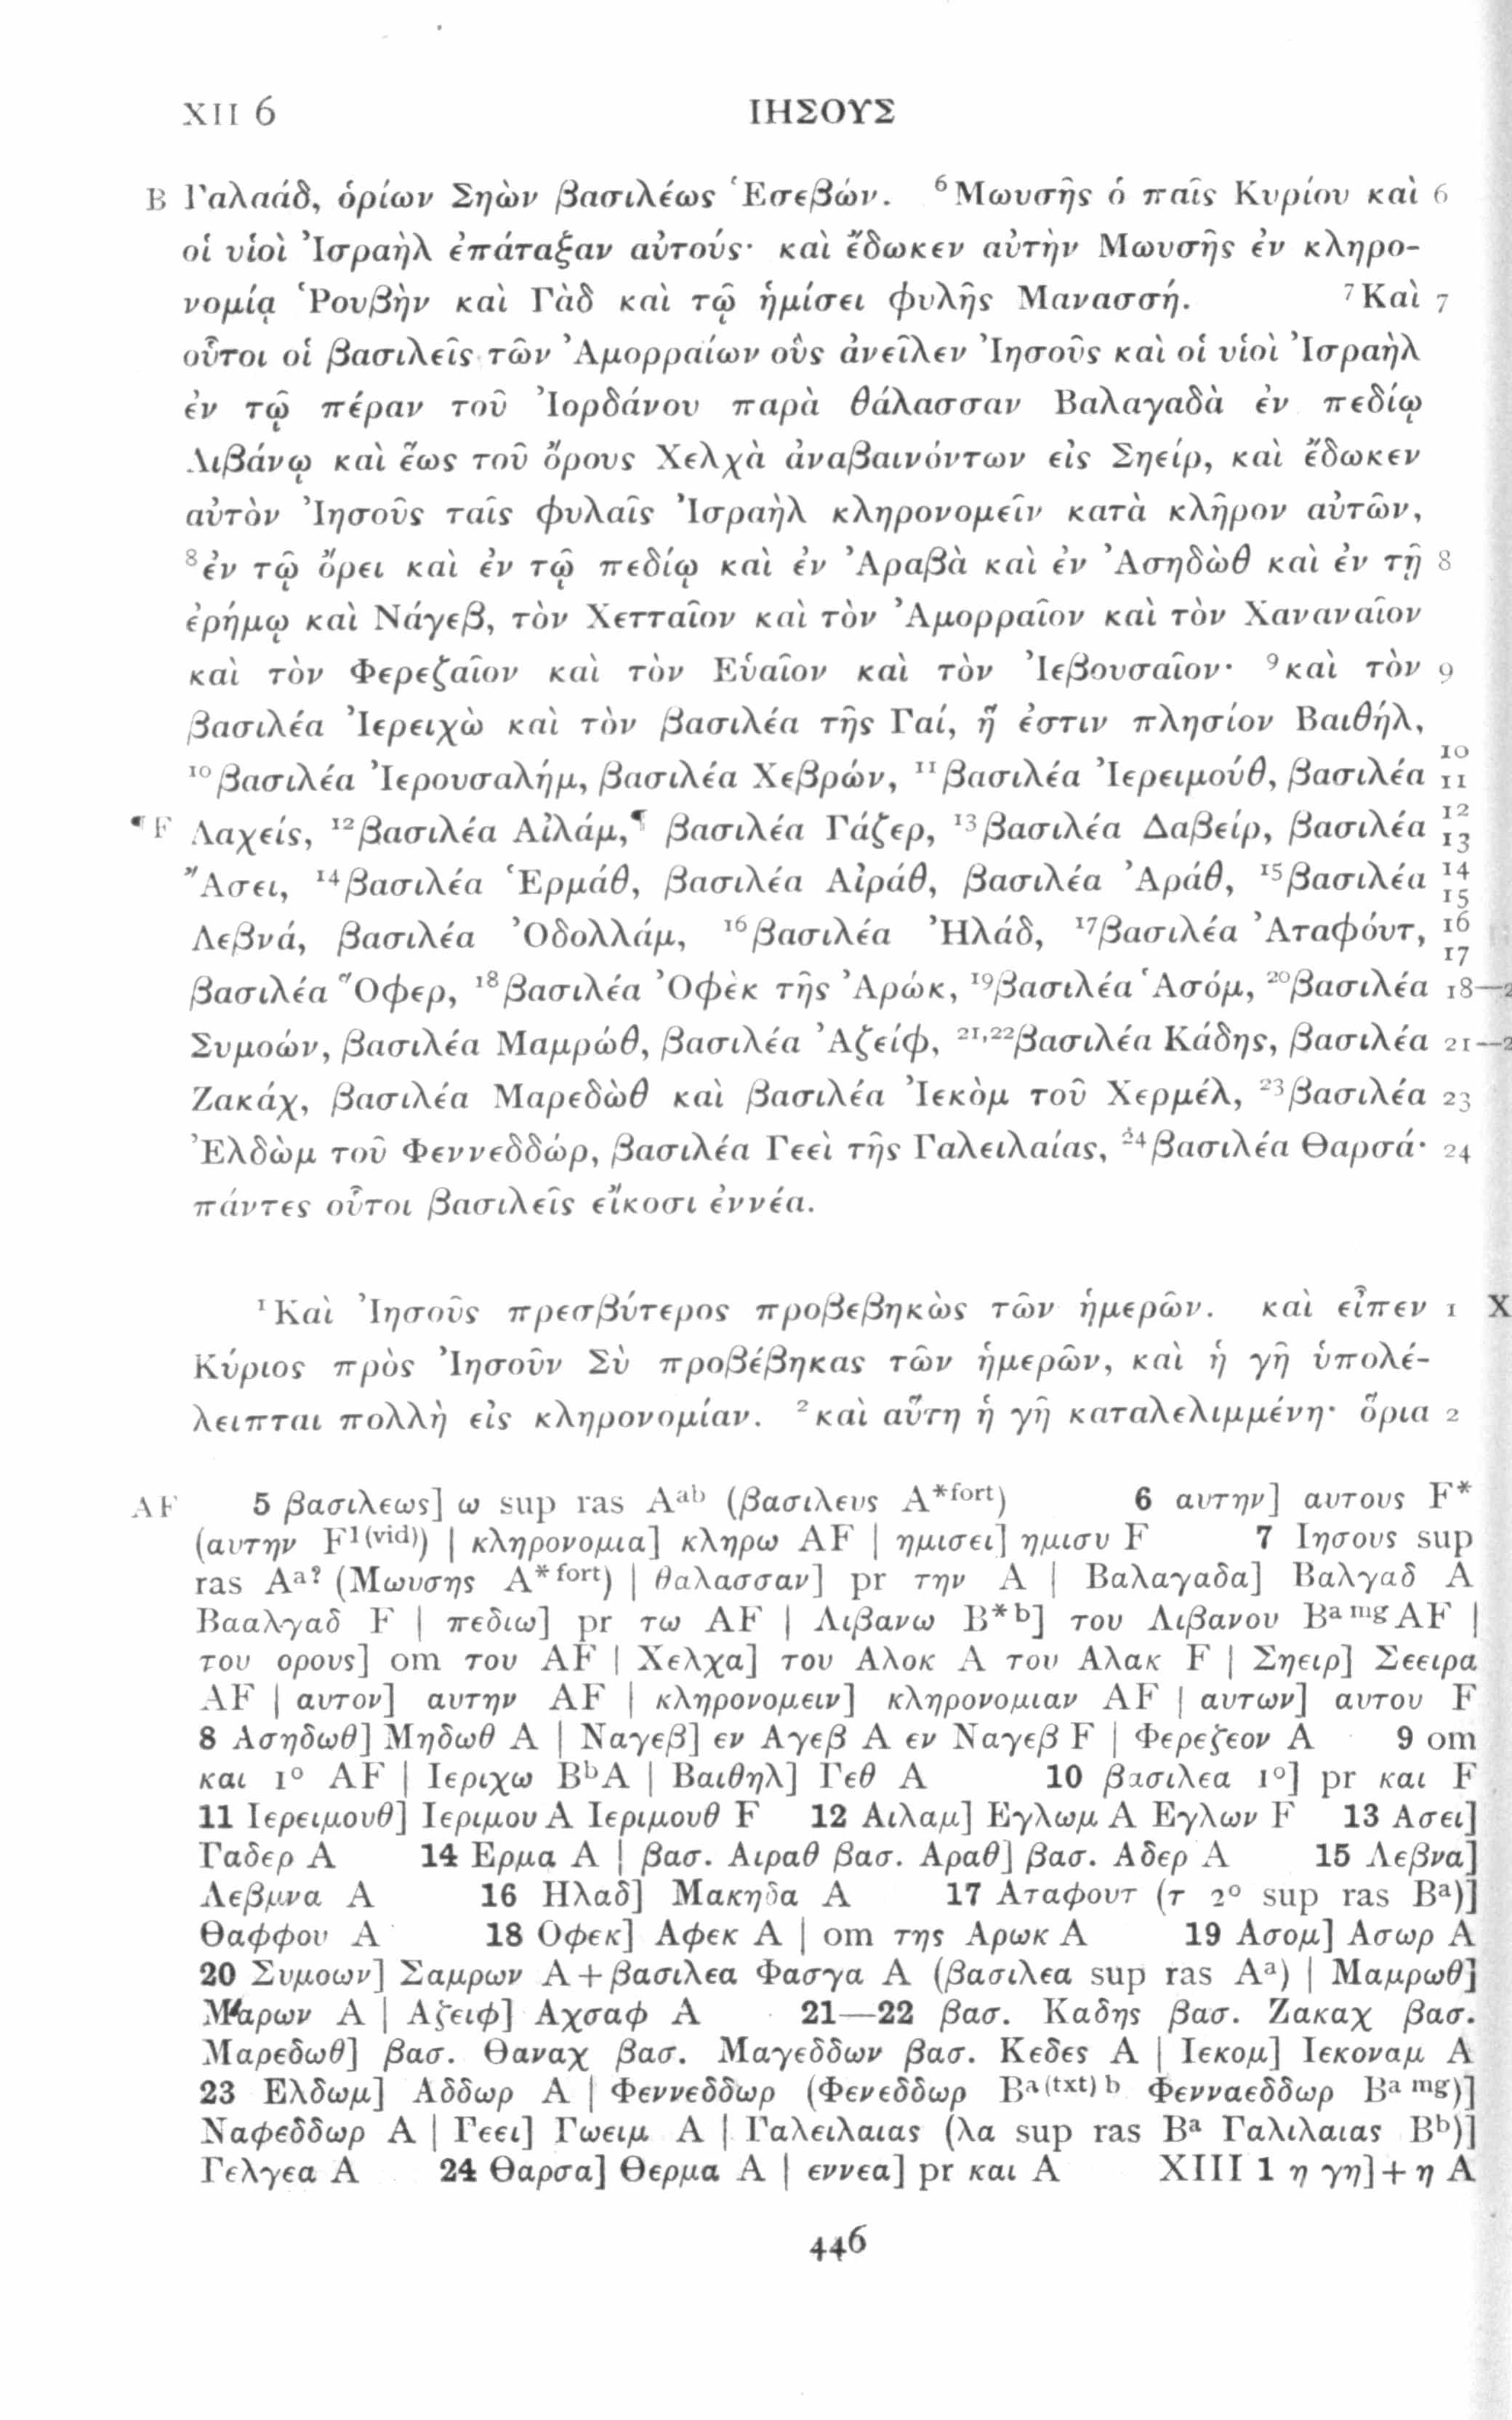 XII 6 ΙΗΣΟΥΣ
B Γαλαάδ, ὁρίων Σηὼν βασιλέως Ἑσεβών. ⁶Μωυσῆς ὁ παῖς Κυρίου καὶ 6
οἱ υἱοὶ Ἰσραὴλ ἐπάταξαν αὐτούς· καὶ ἔδωκεν αὐτὴν Μωυσῆς ἐν κληρο-
νομίᾳ Ῥουβὴν καὶ Γὰδ καὶ τῷ ἡμίσει φυλῆς Μανασσή. ⁷Καὶ 7
οὗτοι οἱ βασιλεῖς τῶν Ἀμορραίων οὓς ἀνεῖλεν Ἰησοῦς καὶ οἱ υἱοὶ Ἰσραὴλ
ἐν τῷ πέραν τοῦ Ἰορδάνου παρὰ θάλασσαν Βαλαγαδὰ ἐν πεδίῳ
Λιβάνῳ καὶ ἕως τοῦ ὄρους Χελχὰ ἀναβαινόντων εἰς Σηείρ, καὶ ἔδωκεν
αὐτὸν Ἰησοῦς ταῖς φυλαῖς Ἰσραὴλ κληρονομεῖν κατὰ κλῆρον αὐτῶν,
⁸ἐν τῷ ὄρει καὶ ἐν τῷ πεδίῳ καὶ ἐν Ἀραβὰ καὶ ἐν Ἀσηδὼθ καὶ ἐν τῇ 8
ἐρήμῳ καὶ Νάγεβ, τὸν Χετταῖον καὶ τὸν Ἀμορραῖον καὶ τὸν Χαναναῖον
καὶ τὸν Φερεζαῖον καὶ τὸν Εὑαῖον καὶ τὸν Ἰεβουσαῖον· ⁹καὶ τὸν 9
βασιλέα Ἰερειχὼ καὶ τὸν βασιλέα τῆς Γαί, ἥ ἐστιν πλησίον Βαιθήλ,
¹⁰βασιλέα Ἰερουσαλήμ, βασιλέα Χεβρών, ¹¹βασιλέα Ἰερειμούθ, βασιλέα 10 11
¶ F Λαχείς, ¹²βασιλέα Αἰλάμ,¶ βασιλέα Γάζερ, ¹³βασιλέα Δαβείρ, βασιλέα 12 13
Ἄσει, ¹⁴βασιλέα Ἑρμάθ, βασιλέα Αἰράθ, βασιλέα Ἀράθ, ¹⁵βασιλέα 14 15
Λεβνά, βασιλέα Ὀδολλάμ, ¹⁶βασιλέα Ἠλάδ, ¹⁷βασιλέα Ἀταφούτ, 16 17
βασιλέα Ὄφερ, ¹⁸βασιλέα Ὀφὲκ τῆς Ἀρώκ, ¹⁹βασιλέα Ἀσόμ, ²⁰βασιλέα 18—2
Συμοών, βασιλέα Μαμρώθ, βασιλέα Ἀζείφ, ²¹,²²βασιλέα Κάδης, βασιλέα 21—2
Ζακάχ, βασιλέα Μαρεδὼθ καὶ βασιλέα Ἰεκὸμ τοῦ Χερμέλ, ²³βασιλέα 23
Ἐλδὼμ τοῦ Φεννεδδώρ, βασιλέα Γεεὶ τῆς Γαλειλαίας, ²⁴βασιλέα Θαρσά· 24
πάντες οὗτοι βασιλεῖς εἴκοσι ἐννέα.
¹Καὶ Ἰησοῦς πρεσβύτερος προβεβηκὼς τῶν ἡμερῶν. καὶ εἶπεν 1 X
Κύριος πρὸς Ἰησοῦν Σὺ προβέβηκας τῶν ἡμερῶν, καὶ ἡ γῆ ὑπολέ-
λειπται πολλὴ εἰς κληρονομίαν. ²καὶ αὕτη ἡ γῆ καταλελιμμένη· ὅρια 2
AF 5 βασιλεως] ω sup ras Aᵃᵇ (βασιλευς A*ᶠᵒʳᵗ) 6 αυτην] αυτους F*
(αυτην F¹⁽ᵛⁱᵈ⁾) | κληρονομια] κληρω AF | ημισει] ημισυ F 7 Ιησους sup
ras Aᵃ? (Μωυσης A*ᶠᵒʳᵗ) | θαλασσαν] pr την A | Βαλαγαδα] Βαλγαδ A
Βααλγαδ F | πεδιω] pr τω AF | Λιβανω B*ᵇ] του Λιβανου Bᵃ ᵐᵍ AF |
του ορους] om του AF | Χελχα] του Αλοκ A του Αλακ F | Σηειρ] Σεειρα
AF | αυτον] αυτην AF | κληρονομειν] κληρονομιαν AF | αυτων] αυτου F
8 Ασηδωθ] Μηδωθ A | Ναγεβ] εν Αγεβ A εν Ναγεβ F | Φερεζεον A 9 om
και 1° AF | Ιεριχω BᵇA | Βαιθηλ] Γεθ A 10 βασιλεα 1°] pr και F
11 Ιερειμουθ] Ιεριμου A Ιεριμουθ F 12 Αιλαμ] Εγλωμ A Εγλων F 13 Ασει]
Γαδερ A 14 Ερμα A | βασ. Αιραθ βασ. Αραθ] βασ. Αδερ A 15 Λεβνα]
Λεβμνα A 16 Ηλαδ] Μακηδα A 17 Αταφουτ (τ 2° sup ras Bᵃ)]
Θαφφου A 18 Οφεκ] Αφεκ A | om της Αρωκ A 19 Ασομ] Ασωρ A
20 Συμοων] Σαμρων A + βασιλεα Φασγα A (βασιλεα sup ras Aᵃ) | Μαμρωθ]
Μαρων A | Αζειφ] Αχσαφ A 21—22 βασ. Καδης βασ. Ζακαχ βασ.
Μαρεδωθ] βασ. Θαναχ βασ. Μαγεδδων βασ. Κεδες A | Ιεκομ] Ιεκοναμ A
23 Ελδωμ] Αδδωρ A | Φεννεδδωρ (Φενεδδωρ Bᵃ⁽ᵗˣᵗ⁾ ᵇ Φενναεδδωρ Bᵃ ᵐᵍ)]
Ναφεδδωρ A | Γεει] Γωειμ A | Γαλειλαιας (λα sup ras Bᵃ Γαλιλαιας Bᵇ)]
Γελγεα A 24 Θαρσα] Θερμα A | εννεα] pr και A XIII 1 η γη] + η A
446